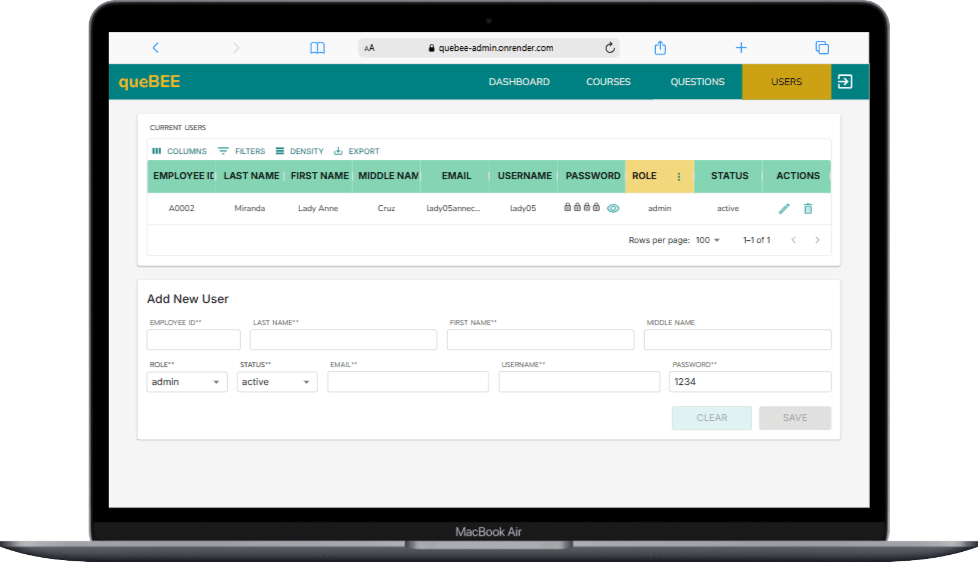 AA quebee-admin.onrender.com
queBEE DASHBOARD COURSES QUESTIONS USERS
CURRENT USERS
COLUMNS FILTERS DENSITY EXPORT
EMPLOYEE ID LAST NAME FIRST NAME MIDDLE NAM EMAIL USERNAME PASSWORD ROLE STATUS ACTIONS
A0002 Miranda Lady Anne Cruz lady05annec... lady05 admin active
Rows per page: 100 1–1 of 1
Add New User
EMPLOYEE ID** LAST NAME** FIRST NAME** MIDDLE NAME
ROLE** STATUS** EMAIL** USERNAME** PASSWORD**
admin active 1234
CLEAR SAVE
MacBook Air